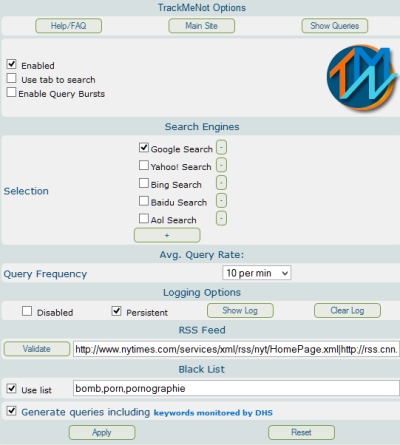 TrackMeNot Options
Help/FAQ Main Site Show Queries
Enabled
Use tab to search
Enable Query Bursts
TMN
Search Engines
Selection
Google Search -
Yahoo! Search -
Bing Search -
Baidu Search -
Aol Search -
+
Avg. Query Rate:
Query Frequency 10 per min
Logging Options
Disabled Persistent Show Log Clear Log
RSS Feed
Validate http://www.nytimes.com/services/xml/rss/nyt/HomePage.xml|http://rss.cnn.
Black List
Use list bomb,porn,pornographie
Generate queries including keywords monitored by DHS
Apply Reset